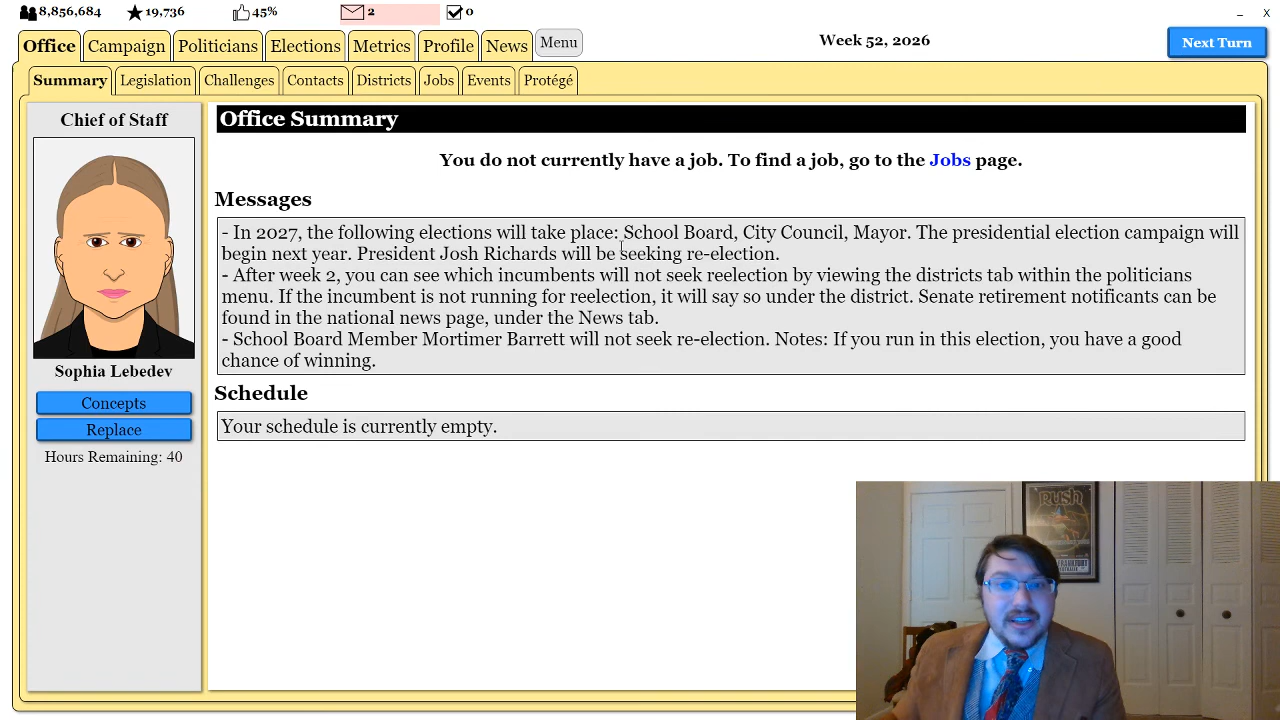 8,856,684 19,736 45% 2 0 _ X
Office Campaign Politicians Elections Metrics Profile News Menu Week 52, 2026 Next Turn
Summary Legislation Challenges Contacts Districts Jobs Events Protégé
Chief of Staff
Sophia Lebedev
Concepts
Replace
Hours Remaining: 40
Office Summary
You do not currently have a job. To find a job, go to the Jobs page.
Messages
- In 2027, the following elections will take place: School Board, City Council, Mayor. The presidential election campaign will
begin next year. President Josh Richards will be seeking re-election.
- After week 2, you can see which incumbents will not seek reelection by viewing the districts tab within the politicians
menu. If the incumbent is not running for reelection, it will say so under the district. Senate retirement notificants can be
found in the national news page, under the News tab.
- School Board Member Mortimer Barrett will not seek re-election. Notes: If you run in this election, you have a good
chance of winning.
Schedule
Your schedule is currently empty.
RUSH